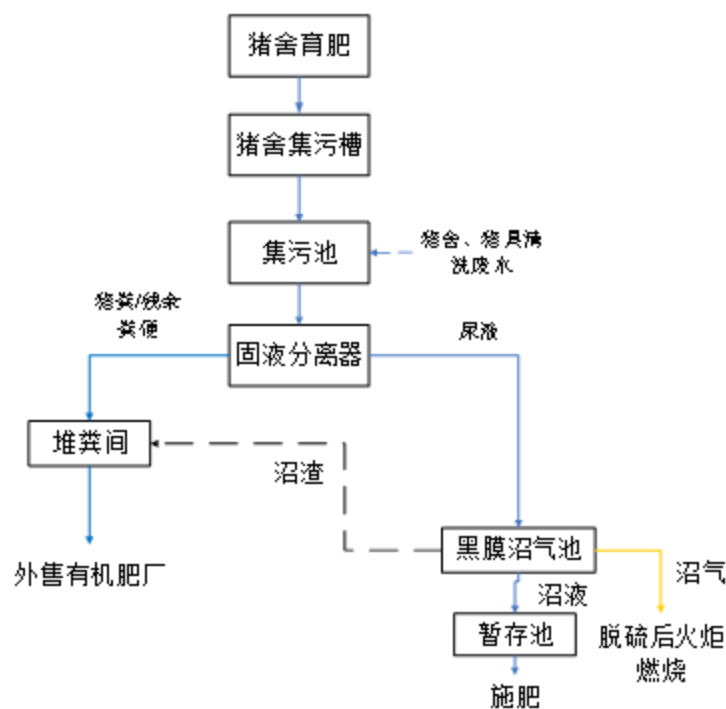 猪舍育肥
猪舍集污槽
集污池
猪舍、猪具清
洗废水
猪粪/残余
粪便
固液分离器
尿液
堆粪间
沼渣
外售有机肥厂
黑膜沼气池
沼气
沼液
暂存池
脱硫后火炬
燃烧
施肥